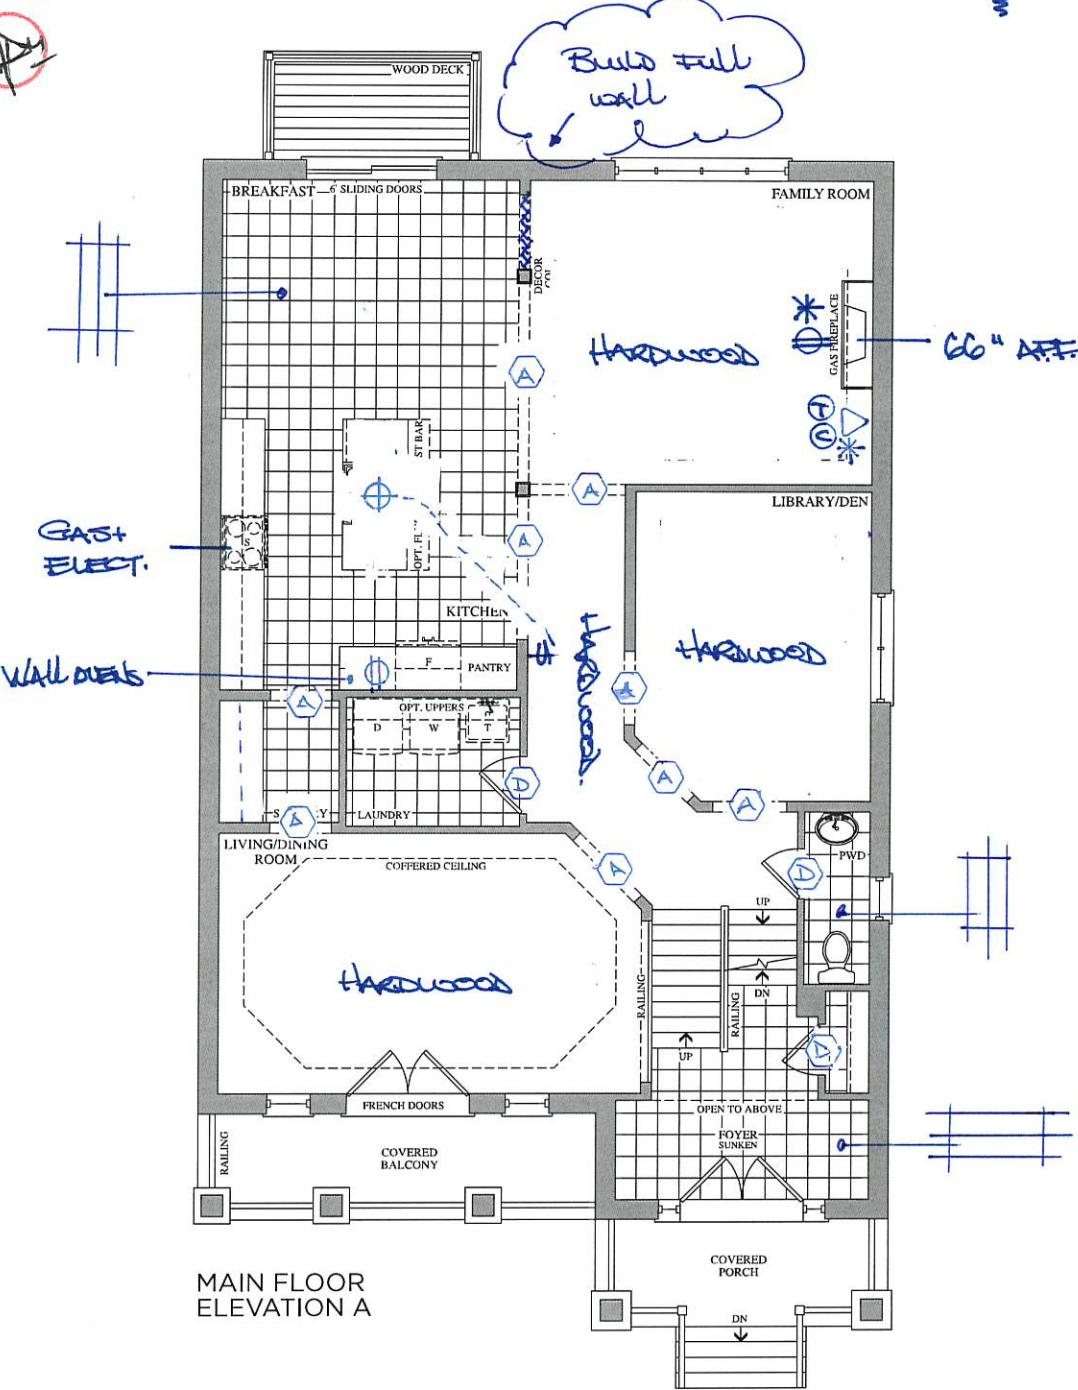 BUILD FULL
WALL
WOOD DECK
BREAKFAST
6' SLIDING DOORS
FAMILY ROOM
DECOR
HARDWOOD
GAS FIREPLACE
66" A.F.F.
A
T
C
ST BAR
A
LIBRARY/DEN
GAS+
ELECT.
S
A
OPT. FL
KITCHEN
HARDWOOD
HARDWOOD.
WALL OVENS
F
PANTRY
A
A
OPT. UPPERS
D
W
T
A
D
A
LAUNDRY
A
LIVING/DINING
ROOM
COFFERED CEILING
A
PWD
D
UP
HARDWOOD
RAILING
DN
RAILING
UP
D
FRENCH DOORS
OPEN TO ABOVE
FOYER
SUNKEN
RAILING
COVERED
BALCONY
COVERED
PORCH
MAIN FLOOR
ELEVATION A
DN